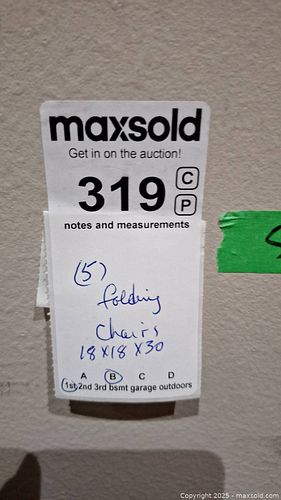 maxsold
Get in on the auction!
319 C
P
notes and measurements
(5)
folding
chairs
18 x 18 x 30
A B C D
1st 2nd 3rd bsmt garage outdoors
Copyright 2025 - maxsold.com